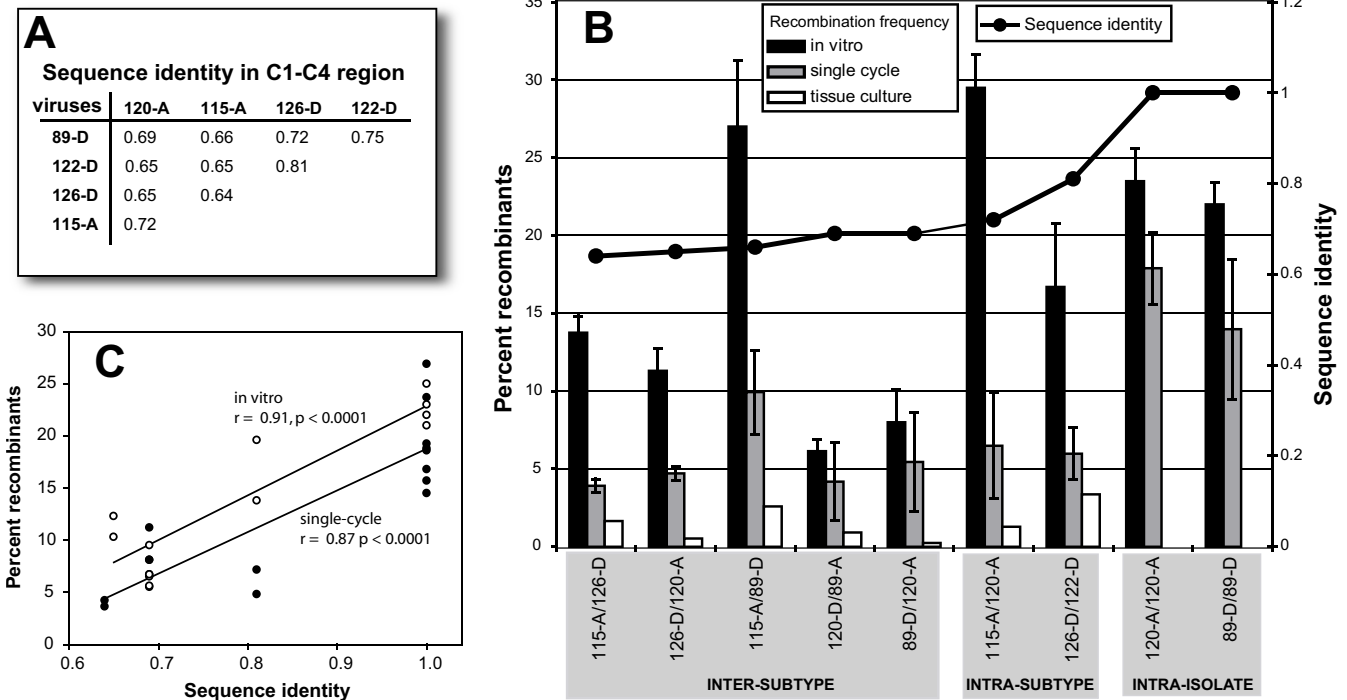 A
Sequence identity in C1-C4 region
viruses 120-A 115-A 126-D 122-D
89-D 0.69 0.66 0.72 0.75
122-D 0.65 0.65 0.81
126-D 0.65 0.64
115-A 0.72
B
Recombination frequency
in vitro
single cycle
tissue culture
Sequence identity
Percent recombinants
35
30
25
20
15
10
5
0
1.2
1
0.8
0.6
0.4
0.2
0
Sequence identity
115-A/126-D
126-D/120-A
115-A/89-D
120-D/89-A
89-D/120-A
115-A/120-A
126-D/122-D
120-A/120-A
89-D/89-D
INTER-SUBTYPE
INTRA-SUBTYPE
INTRA-ISOLATE
C
Percent recombinants
30
25
20
15
10
5
0
in vitro
r = 0.91, p < 0.0001
single-cycle
r = 0.87 p < 0.0001
0.6 0.7 0.8 0.9 1.0
Sequence identity